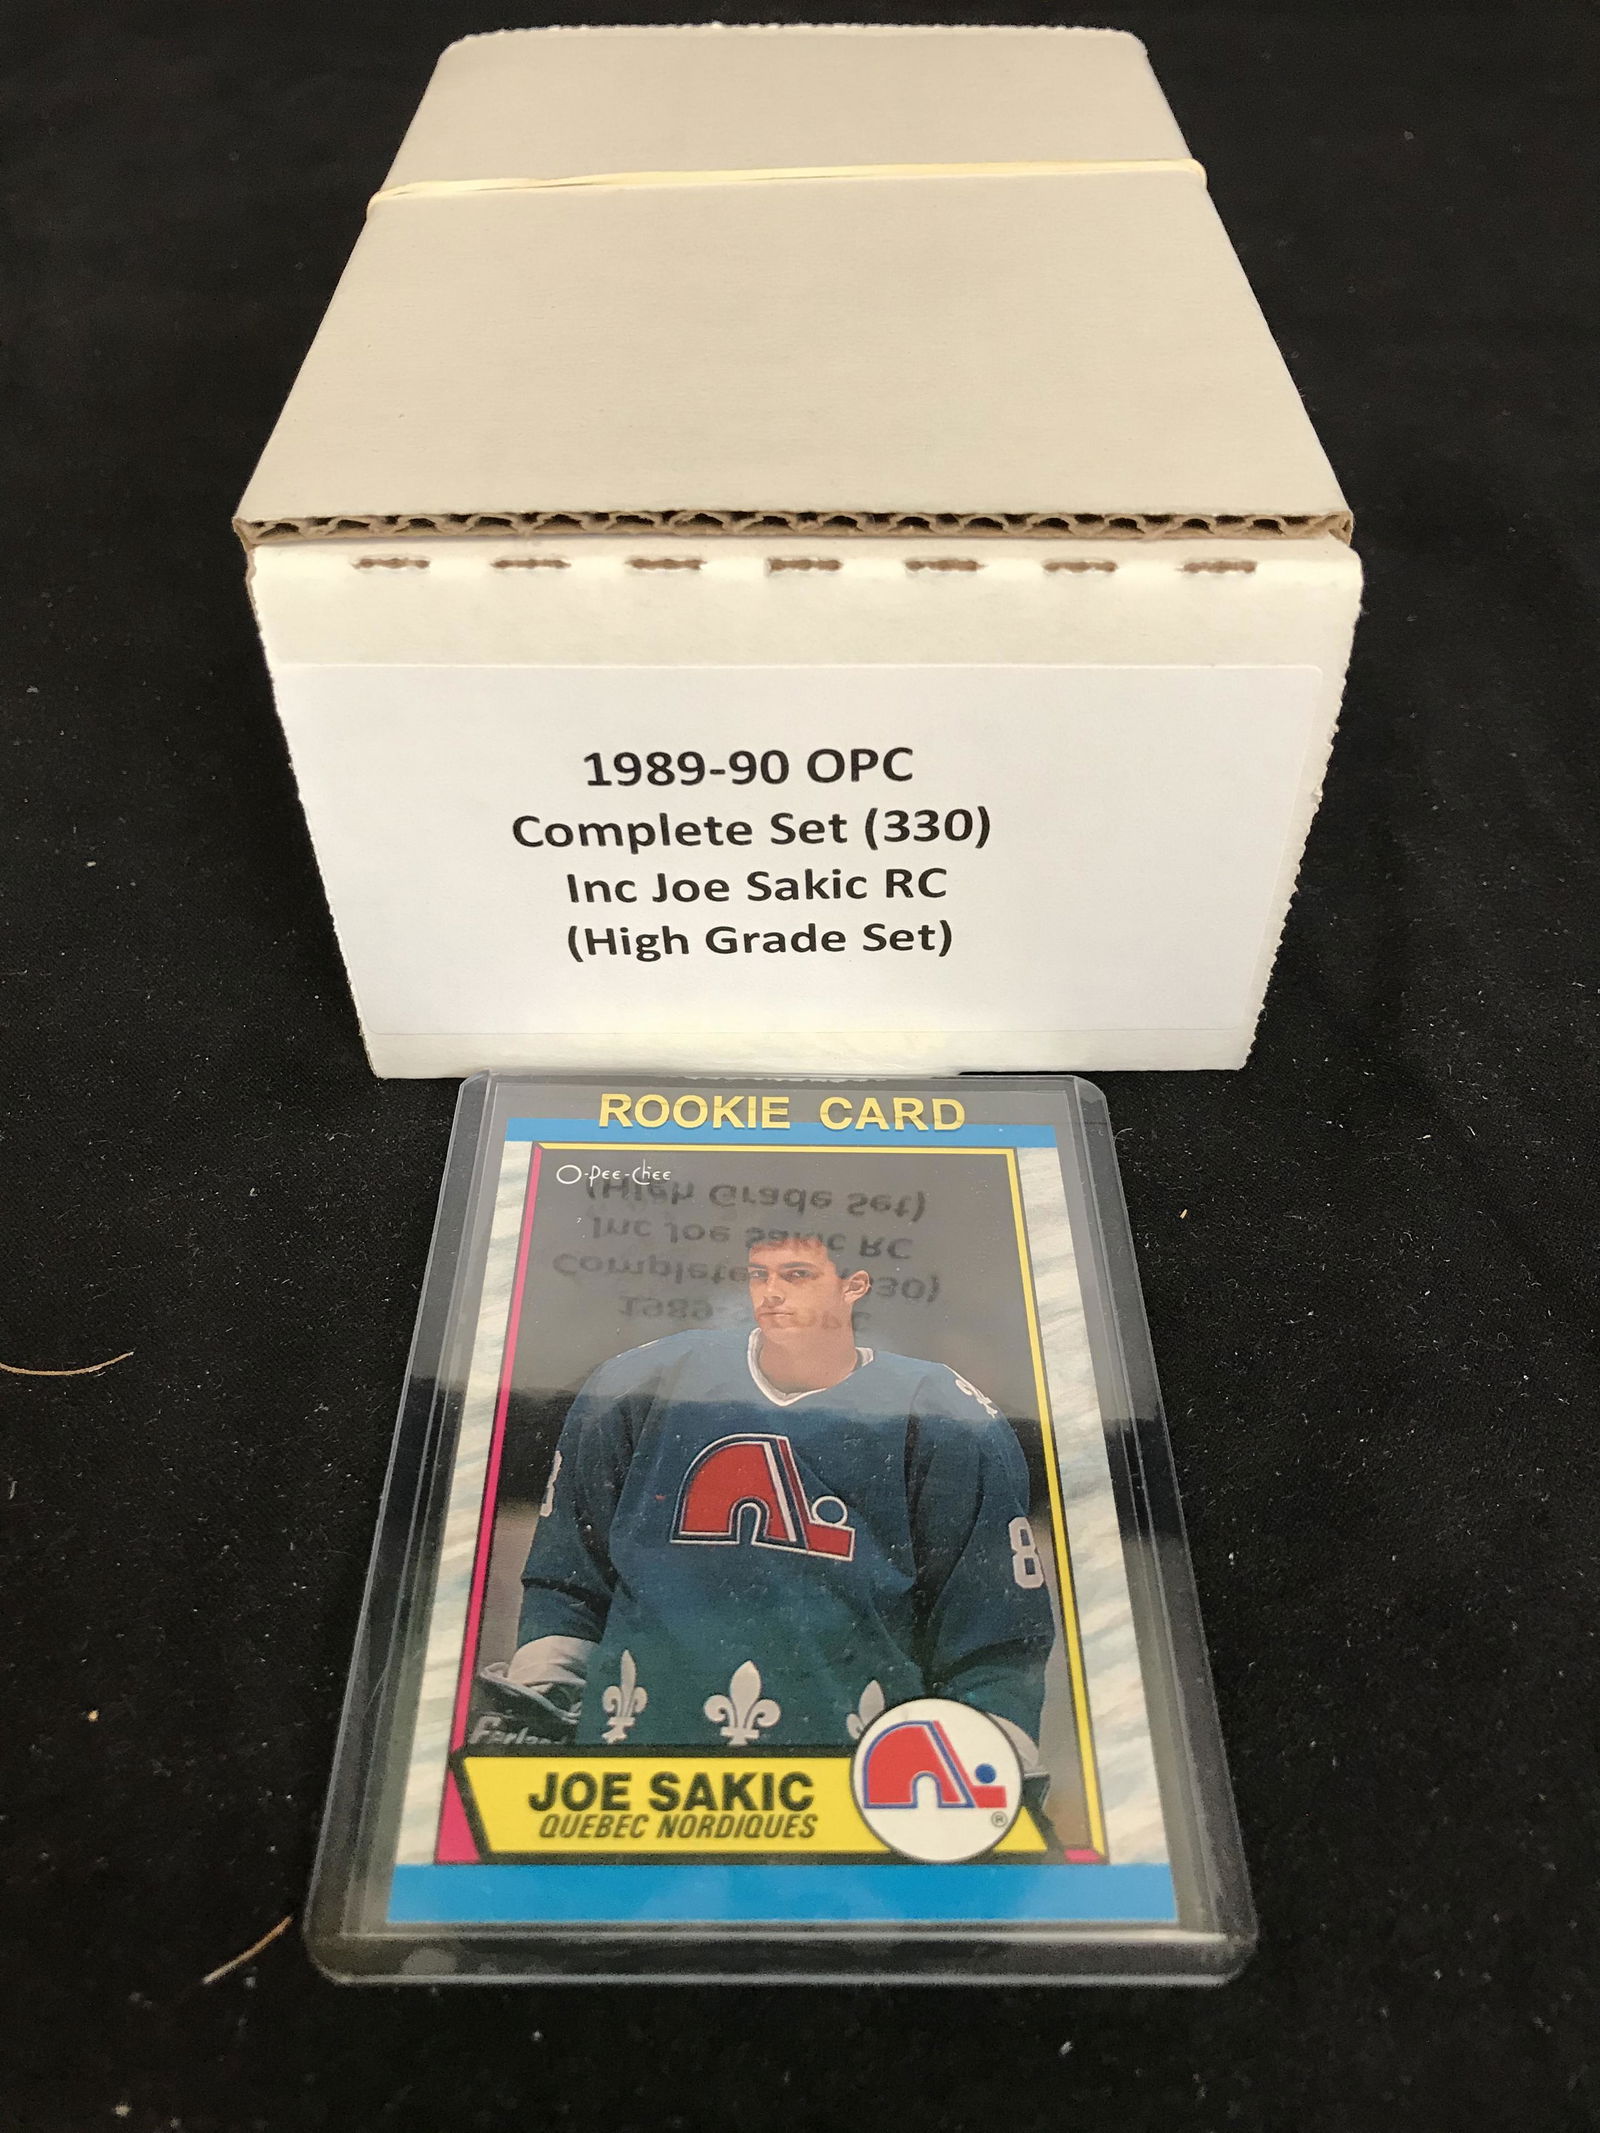 1989-90 OPC
Complete Set (330)
Inc Joe Sakic RC
(High Grade Set)
ROOKIE CARD
O-Pee-Chee
8
JOE SAKIC
QUEBEC NORDIQUES
®